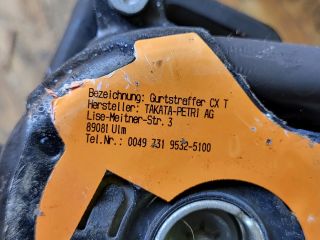 Bezeichnung: Gurtstraffer CX T
Hersteller: TAKATA-PETRI AG
Lise-Meitner-Str. 3
89081 Ulm
Tel.Nr.: 0049 731 9532-5100